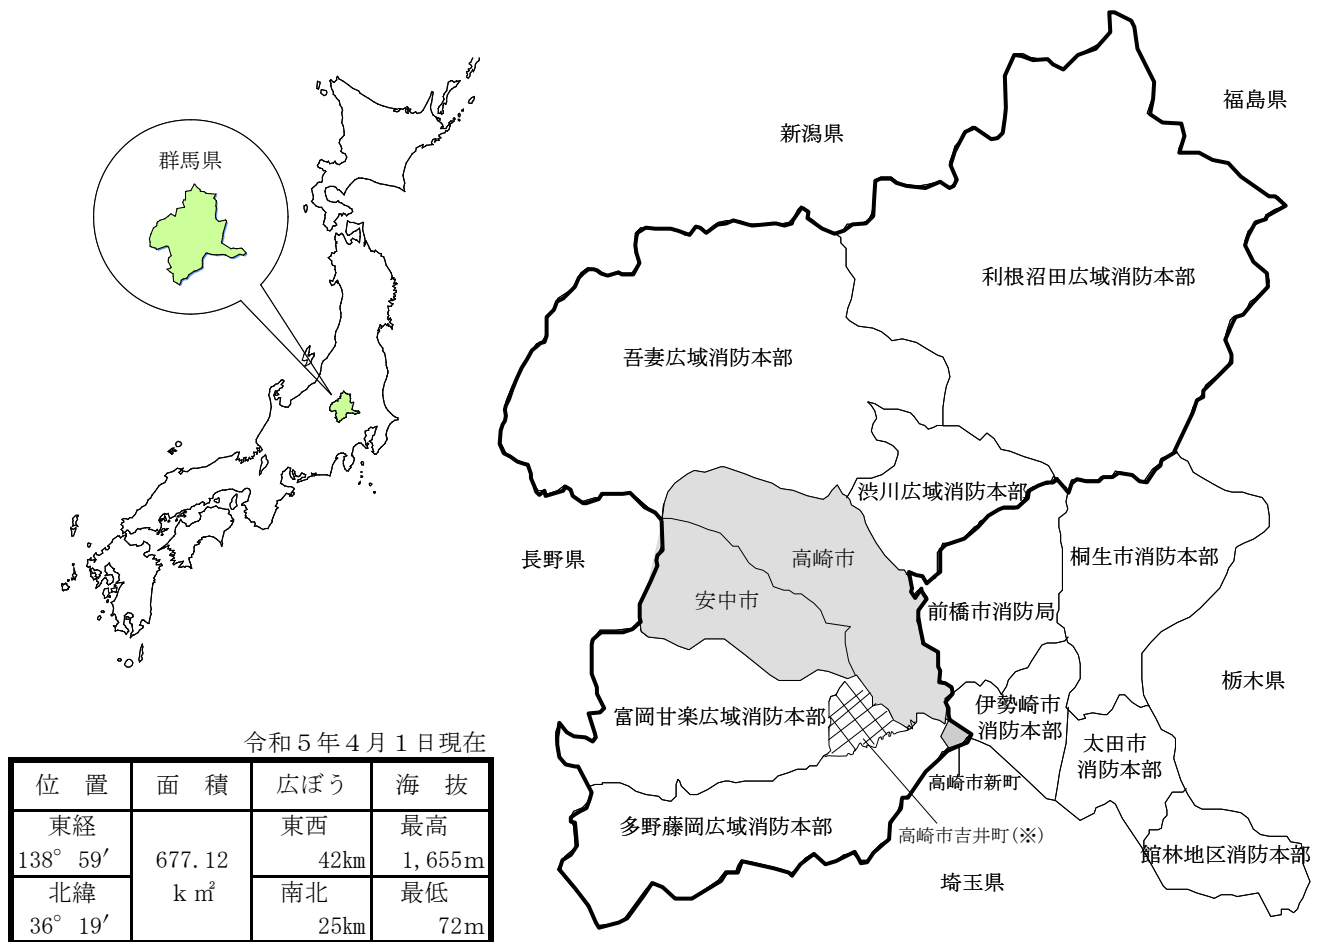 群馬県
新潟県
福島県
利根沼田広域消防本部
吾妻広域消防本部
渋川広域消防本部
長野県
高崎市
桐生市消防本部
安中市
前橋市消防局
栃木県
富岡甘楽広域消防本部
伊勢崎市
消防本部
太田市
消防本部
高崎市新町
多野藤岡広域消防本部
高崎市吉井町(※)
館林地区消防本部
埼玉県
令和5年4月1日現在
位 置 面 積 広ぼう 海 抜
東経 東西 最高
138° 59′ 677.12 42㎞ 1,655m
北緯 k㎡ 南北 最低
36° 19′ 25㎞ 72m